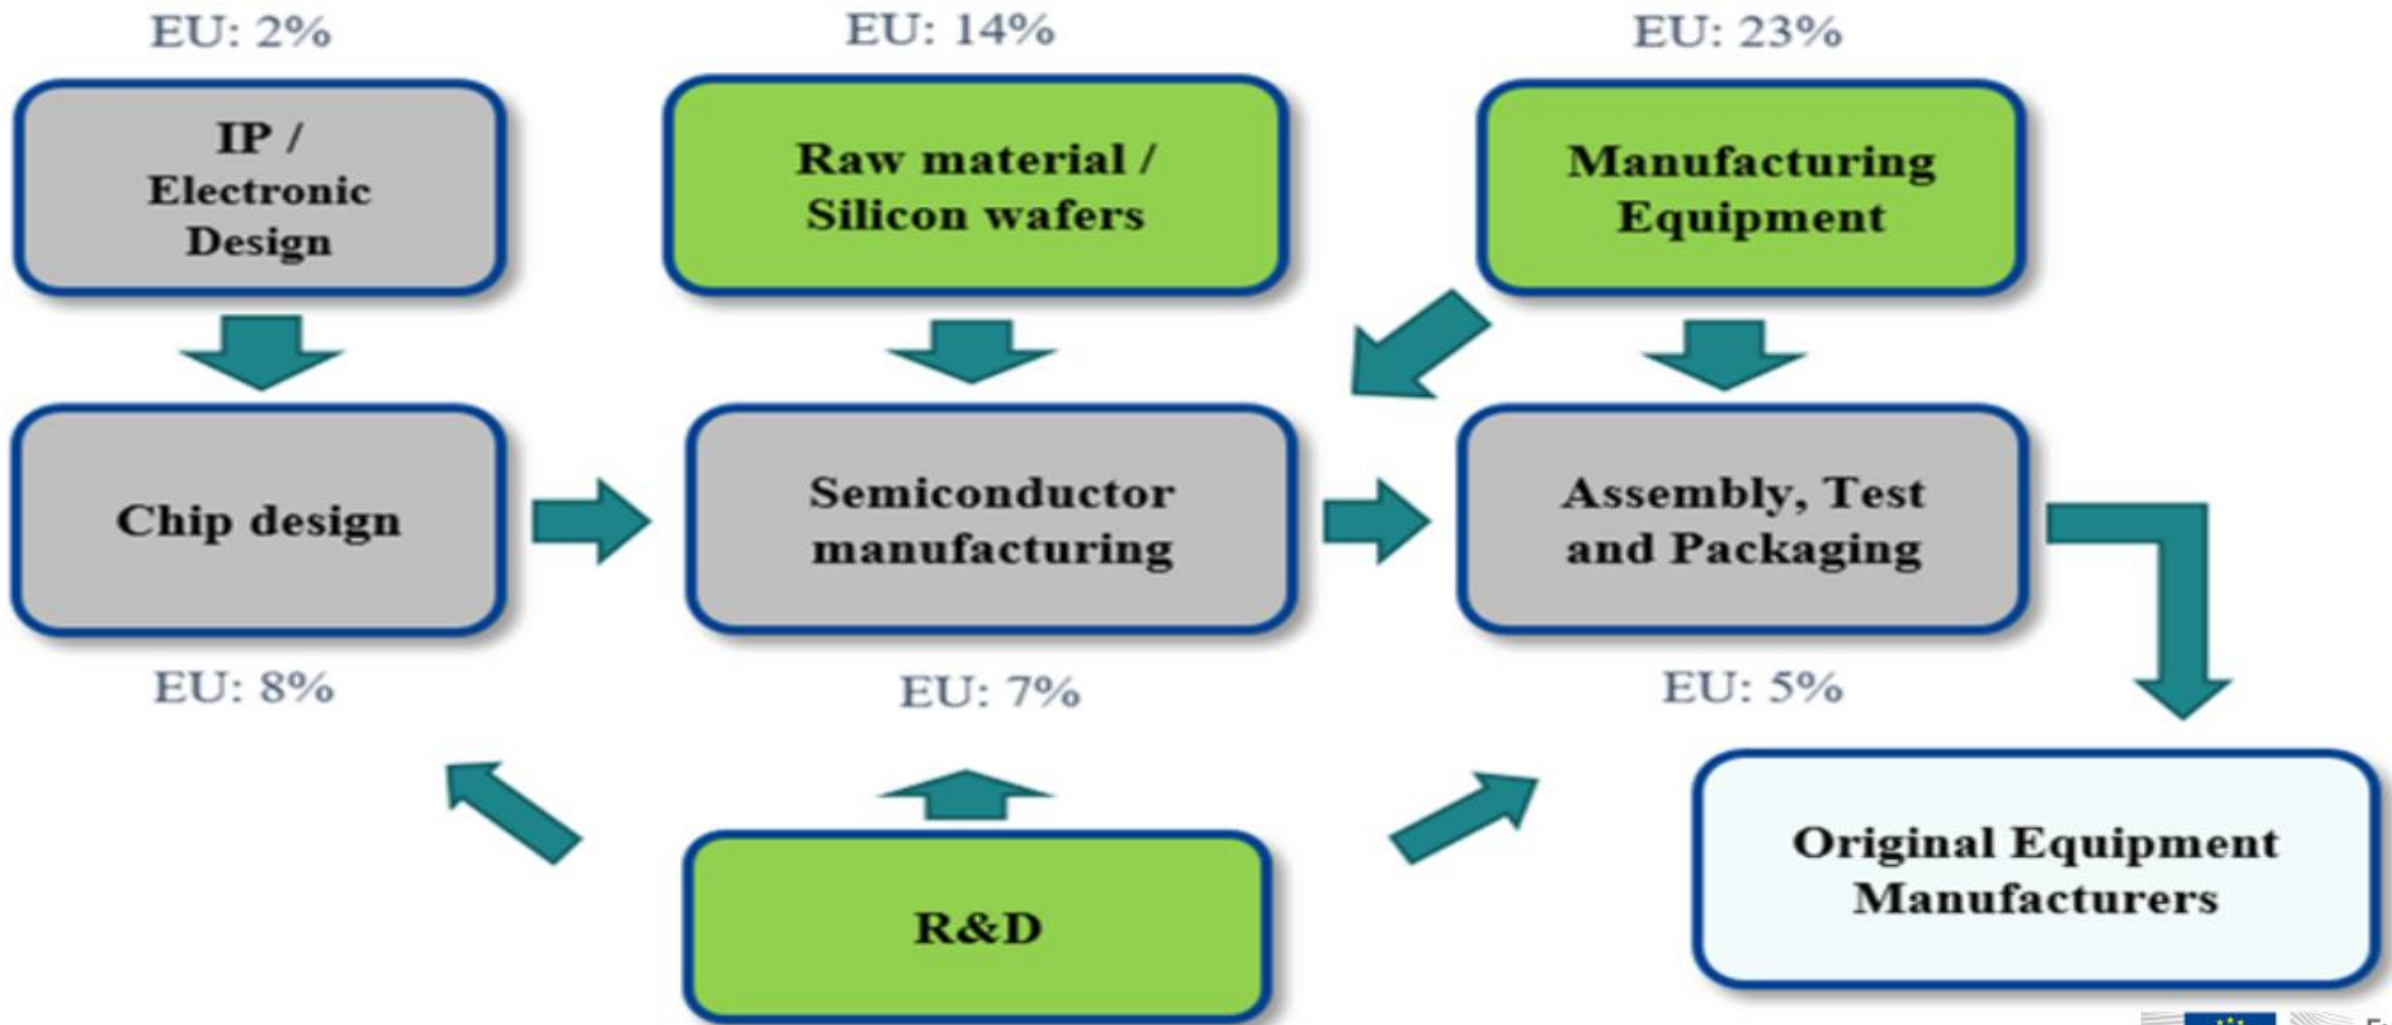 EU: 2%
EU: 14%
EU: 23%
IP /
Electronic
Design
Raw material /
Silicon wafers
Manufacturing
Equipment
Chip design
Semiconductor
manufacturing
Assembly, Test
and Packaging
EU: 8%
EU: 7%
EU: 5%
R&D
Original Equipment
Manufacturers